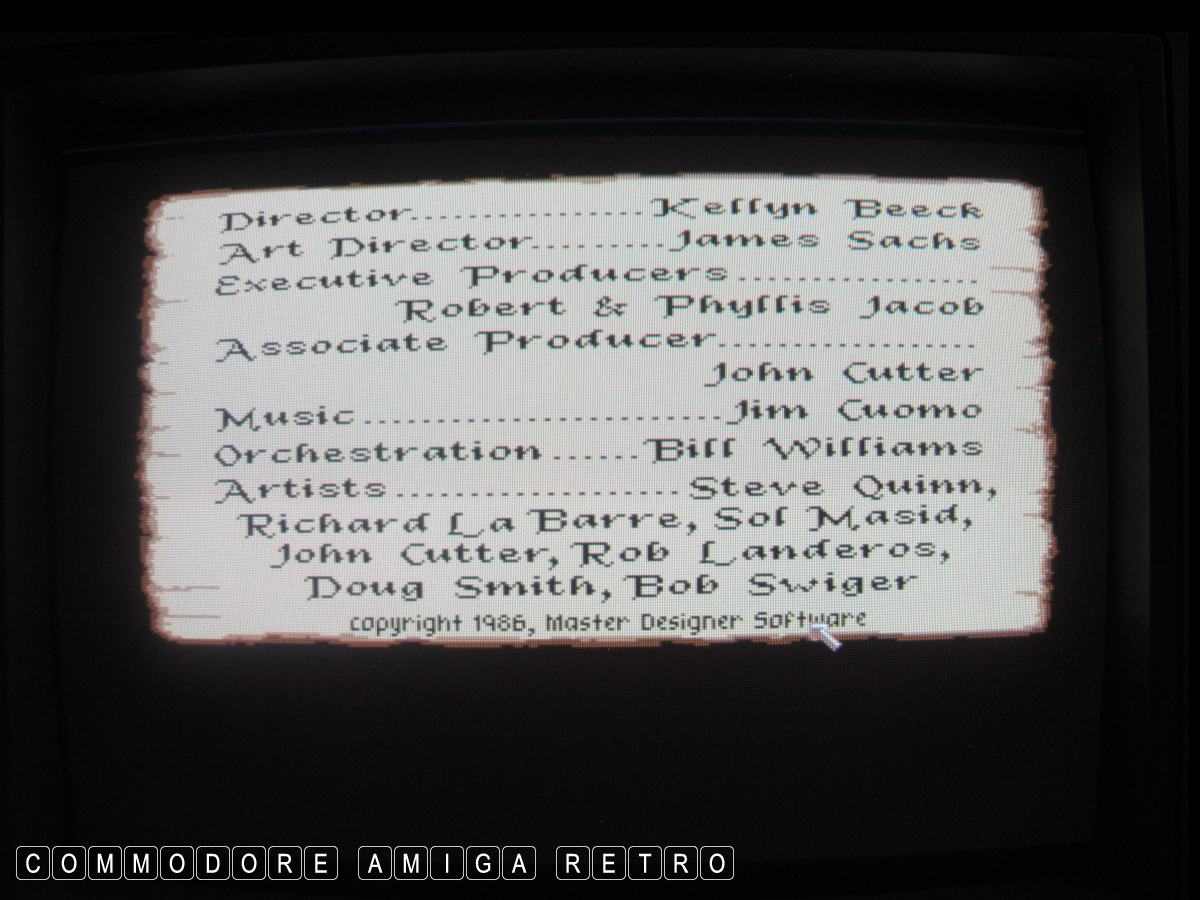 Director................Kellyn Beeck
Art Director.........James Sachs
Executive Producers....................
Robert & Phyllis Jacob
Associate Producer..................
John Cutter
Music.........................Jim Cuomo
Orchestration......Bill Williams
Artists...................Steve Quinn,
Richard La Barre, Sol Masid,
John Cutter, Rob Landeros,
Doug Smith, Bob Swiger
copyright 1986, Master Designer Software
COMMODORE AMIGA RETRO